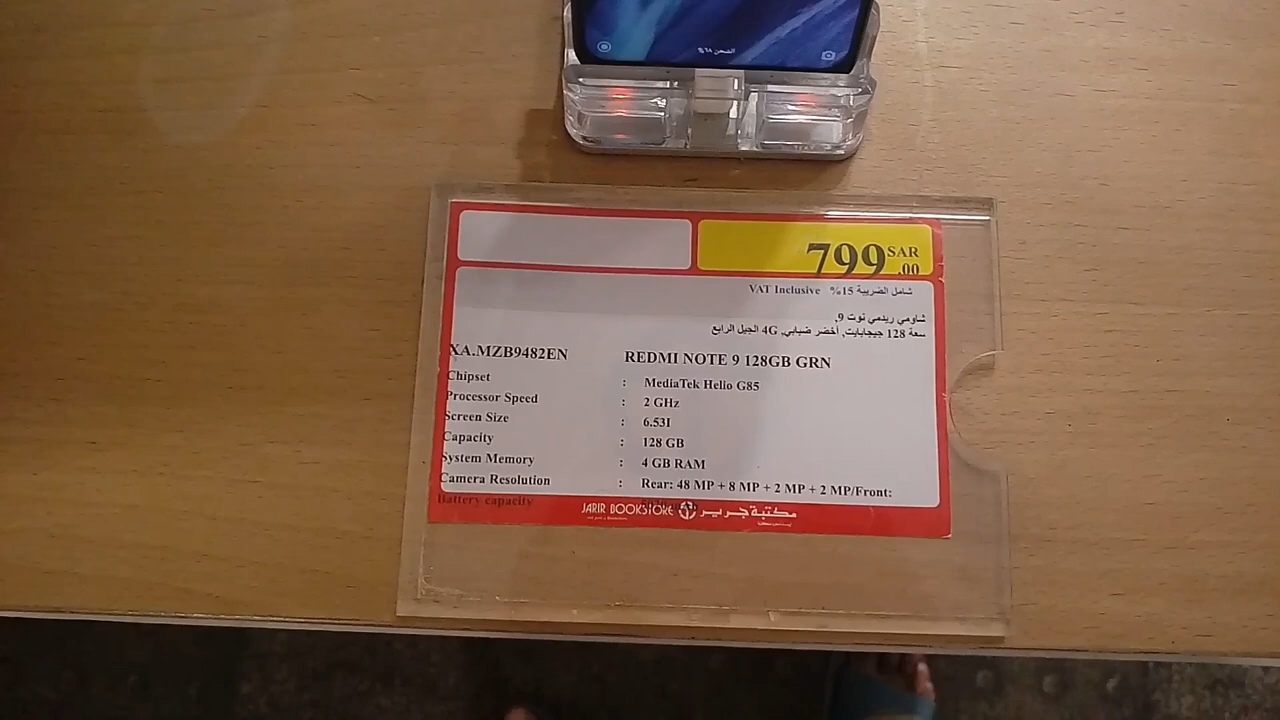 الشحن ٦٨%
799 SAR .00
VAT Inclusive شامل الضريبة 15%
شاومي ريدمي نوت 9,
سعة 128 جيجابايت, أخضر ضبابي, 4G الجيل الرابع
XA.MZB9482EN REDMI NOTE 9 128GB GRN
Chipset : MediaTek Helio G85
Processor Speed : 2 GHz
Screen Size : 6.53I
Capacity : 128 GB
System Memory : 4 GB RAM
Camera Resolution : Rear: 48 MP + 8 MP + 2 MP + 2 MP/Front:
Battery capacity
JARIR BOOKSTORE مكتبة جرير